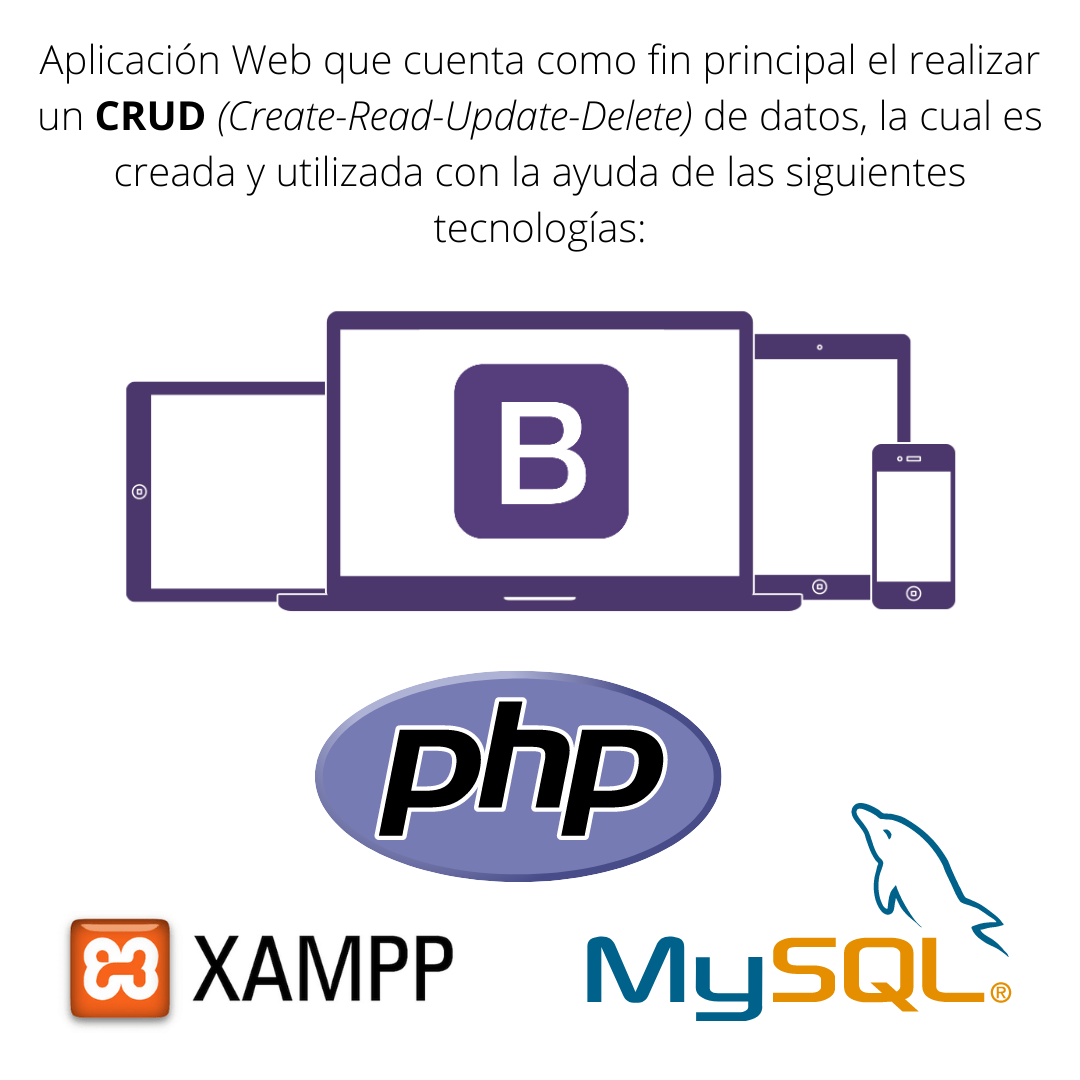 Aplicación Web que cuenta como fin principal el realizar
un CRUD (Create-Read-Update-Delete) de datos, la cual es
creada y utilizada con la ayuda de las siguientes
tecnologías:
B
php
XAMPP
MySQL®